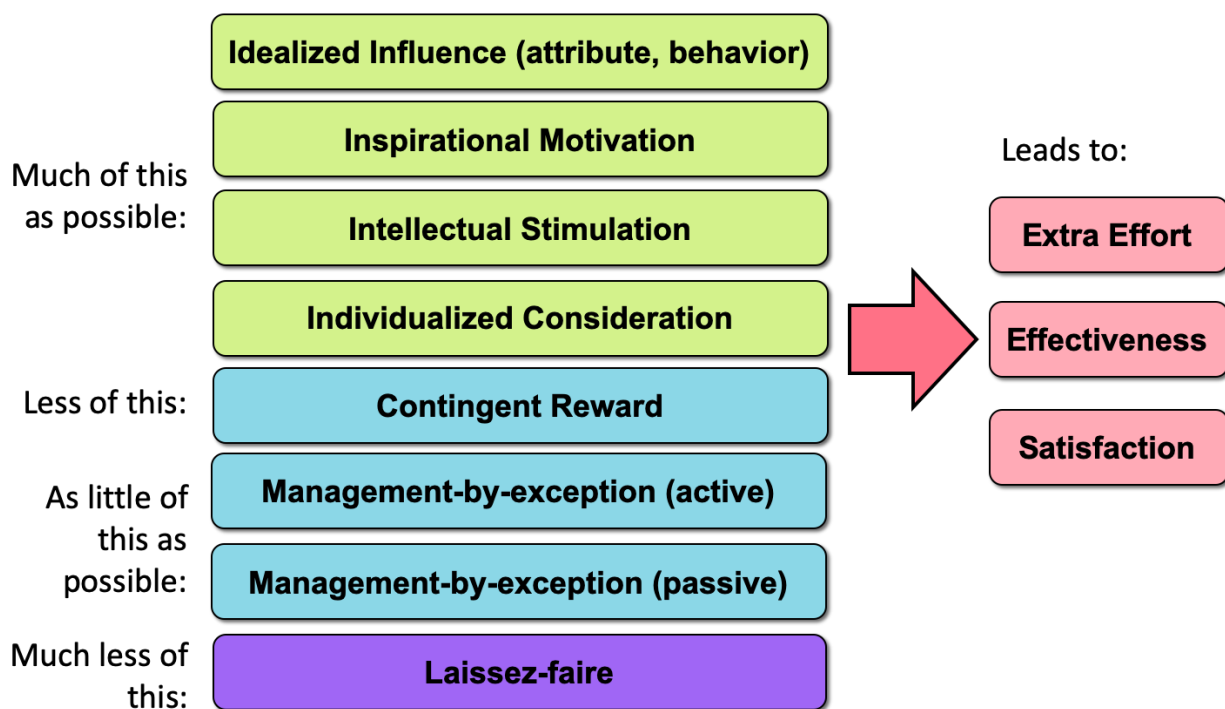 Idealized Influence (attribute, behavior)
Much of this
as possible:
Inspirational Motivation
Intellectual Stimulation
Individualized Consideration
Less of this:
Contingent Reward
As little of
this as
possible:
Management-by-exception (active)
Management-by-exception (passive)
Much less of
this:
Laissez-faire
Leads to:
Extra Effort
Effectiveness
Satisfaction